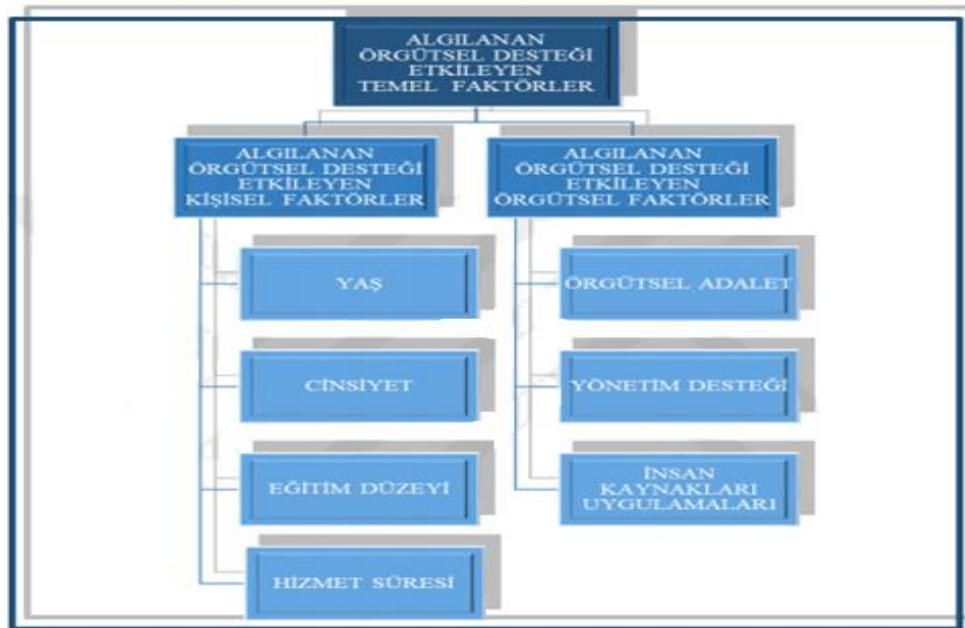 ALGILANAN
ÖRGÜTSEL DESTEĞİ
ETKİLEYEN
TEMEL FAKTÖRLER
ALGILANAN
ÖRGÜTSEL DESTEĞİ
ETKİLEYEN
KİŞİSEL FAKTÖRLER
YAŞ
CİNSİYET
EĞİTİM DÜZEYİ
HİZMET SÜRESİ
ALGILANAN
ÖRGÜTSEL DESTEĞİ
ETKİLEYEN
ÖRGÜTSEL FAKTÖRLER
ÖRGÜTSEL ADALET
YÖNETİM DESTEĞİ
İNSAN
KAYNAKLARI
UYGULAMALARI